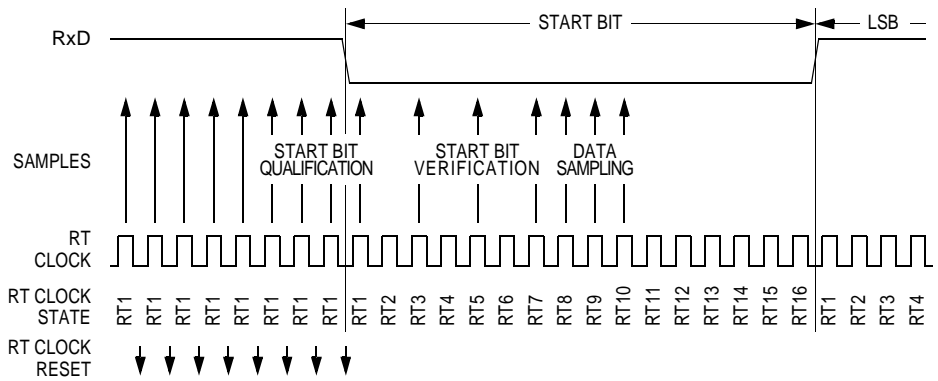 START BIT
LSB
RxD
SAMPLES
START BIT
QUALIFICATION
START BIT
VERIFICATION
DATA
SAMPLING
RT
CLOCK
RT CLOCK
STATE
RT1 RT1 RT1 RT1 RT1 RT1 RT1 RT1 RT1 RT2 RT3 RT4 RT5 RT6 RT7 RT8 RT9 RT10 RT11 RT12 RT13 RT14 RT15 RT16 RT1 RT2 RT3 RT4
RT CLOCK
RESET